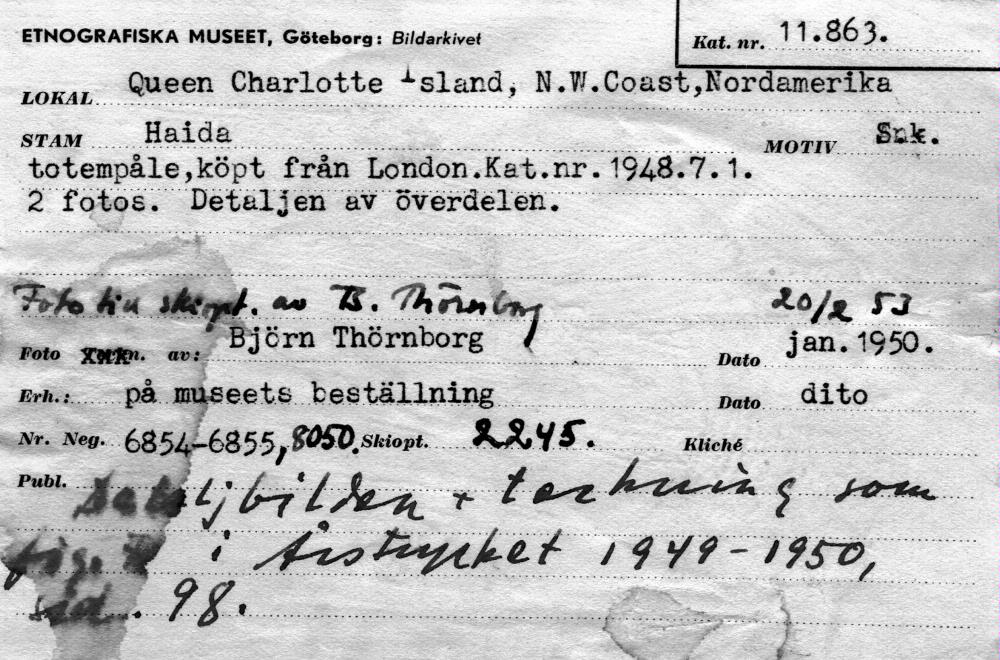 ETNOGRAFISKA MUSEET, Göteborg: Bildarkivet
Kat. nr. 11.863.
LOKAL Queen Charlotte Island, N.W.Coast,Nordamerika
STAM Haida MOTIV Snk.
totempåle,köpt från London.Kat.nr.1948.7.1.
2 fotos. Detaljen av överdelen.
Foto till skiopt. av B. Thörnborg 20/2 53
Foto av: Björn Thörnborg Dato jan.1950.
Erh.: på museets beställning Dato dito
Nr. Neg. 6854-6855,8050. Skiopt. 2245. Kliché
Publ. Detaljbilden + teckning som
fig. i Årstrycket 1949-1950,
sid. 98.